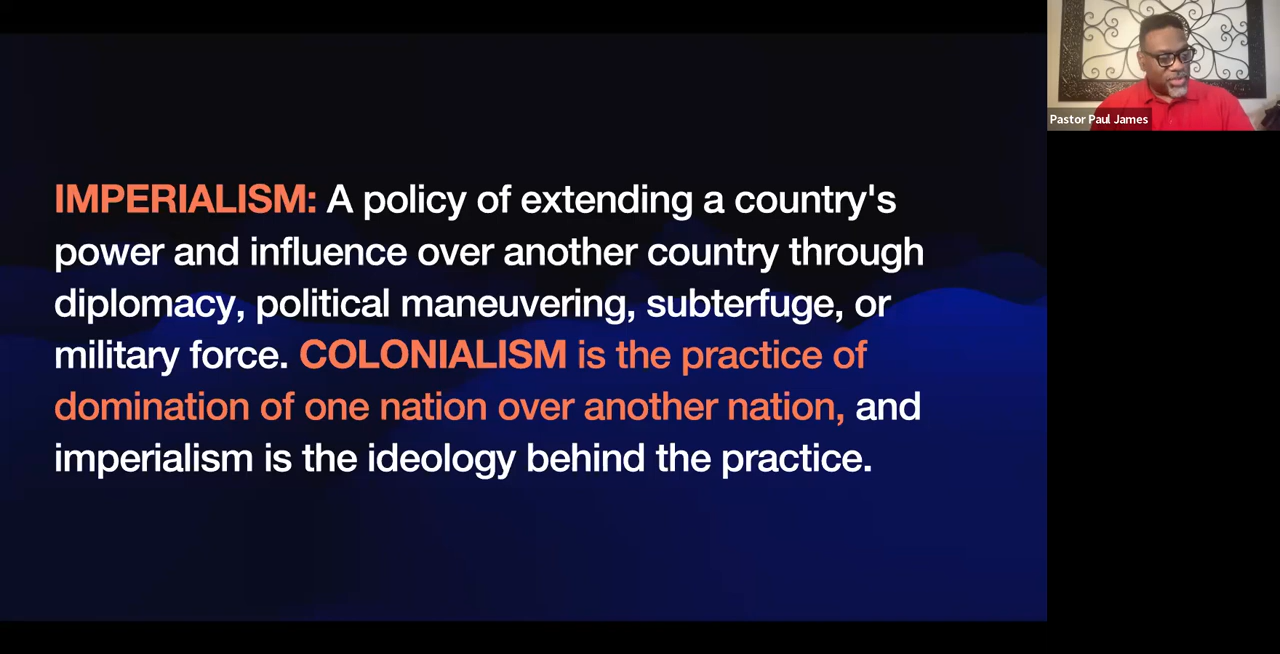 IMPERIALISM: A policy of extending a country's
power and influence over another country through
diplomacy, political maneuvering, subterfuge, or
military force. COLONIALISM is the practice of
domination of one nation over another nation, and
imperialism is the ideology behind the practice.
Pastor Paul James